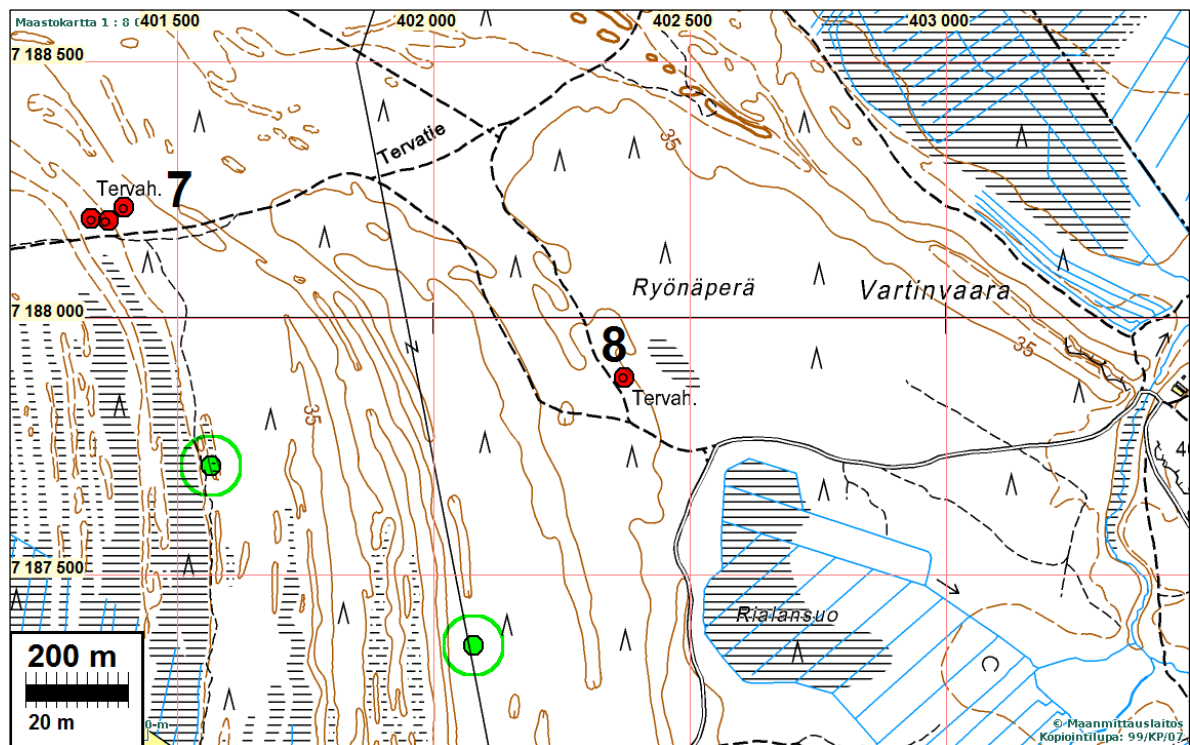 Maastokartta 1 : 8
401 500
402 000
402 500
403 000
7 188 500
35
Tervatie
Tervah.
7
Ryönäperä
Vartinvaara
7 188 000
35
8
Tervah.
35
7 187 500
Rialansuo
200 m
20 m
© Maanmittauslaitos
Kopiointilupa: 99/KP/07